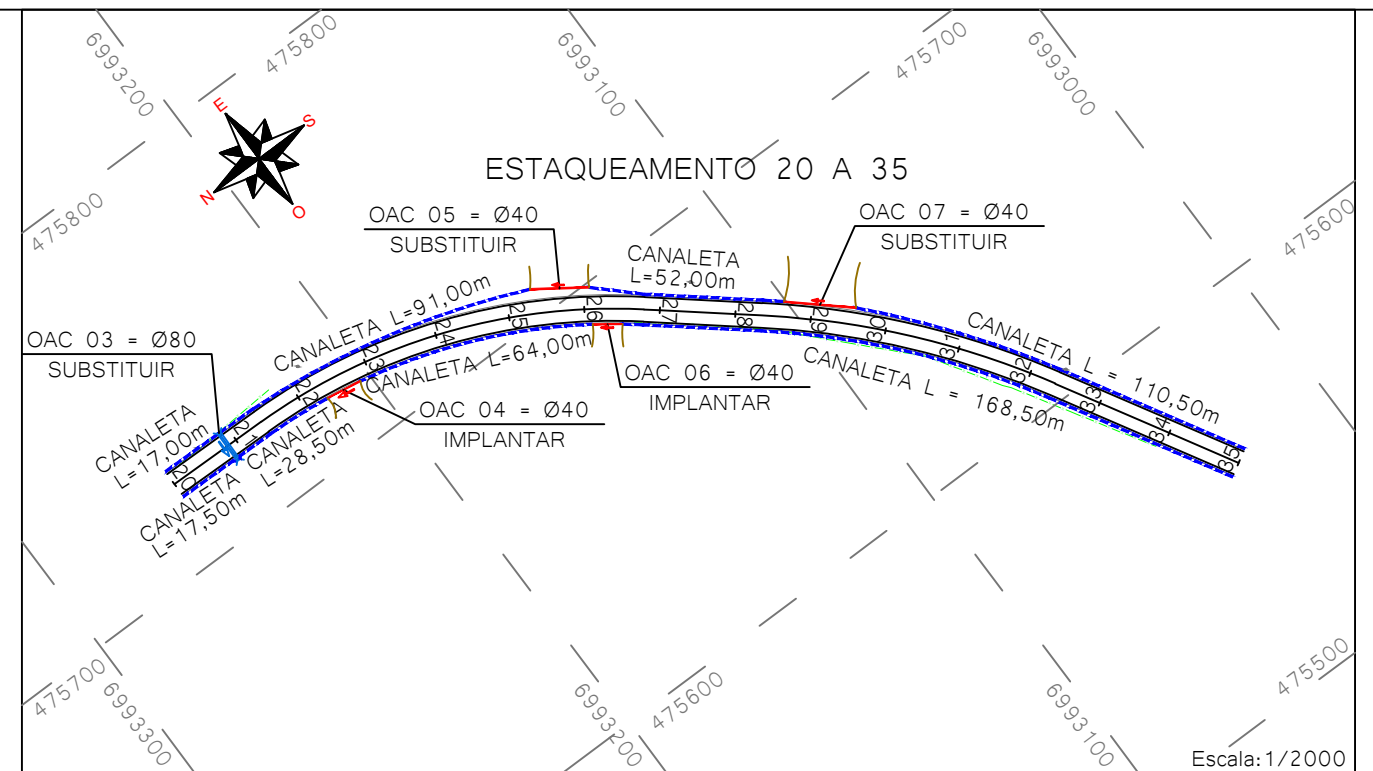 6993200
475800
6993100
475700
6993000
E
S
N
O
ESTAQUEAMENTO 20 A 35
475800
475600
OAC 05 = Ø40
SUBSTITUIR
OAC 07 = Ø40
SUBSTITUIR
CANALETA
L=52,00m
CANALETA L=91,00m
OAC 03 = Ø80
SUBSTITUIR
CANALETA L=64,00m
OAC 06 = Ø40
IMPLANTAR
OAC 04 = Ø40
IMPLANTAR
CANALETA L = 110,50m
CANALETA L = 168,50m
CANALETA
L=17,00m
CANALETA
L=28,50m
CANALETA
L=17,50m
20
21
22
23
24
25
26
27
28
29
30
31
32
33
34
35
475700
6993300
6993200
475600
6993100
475500
Escala:1/2000